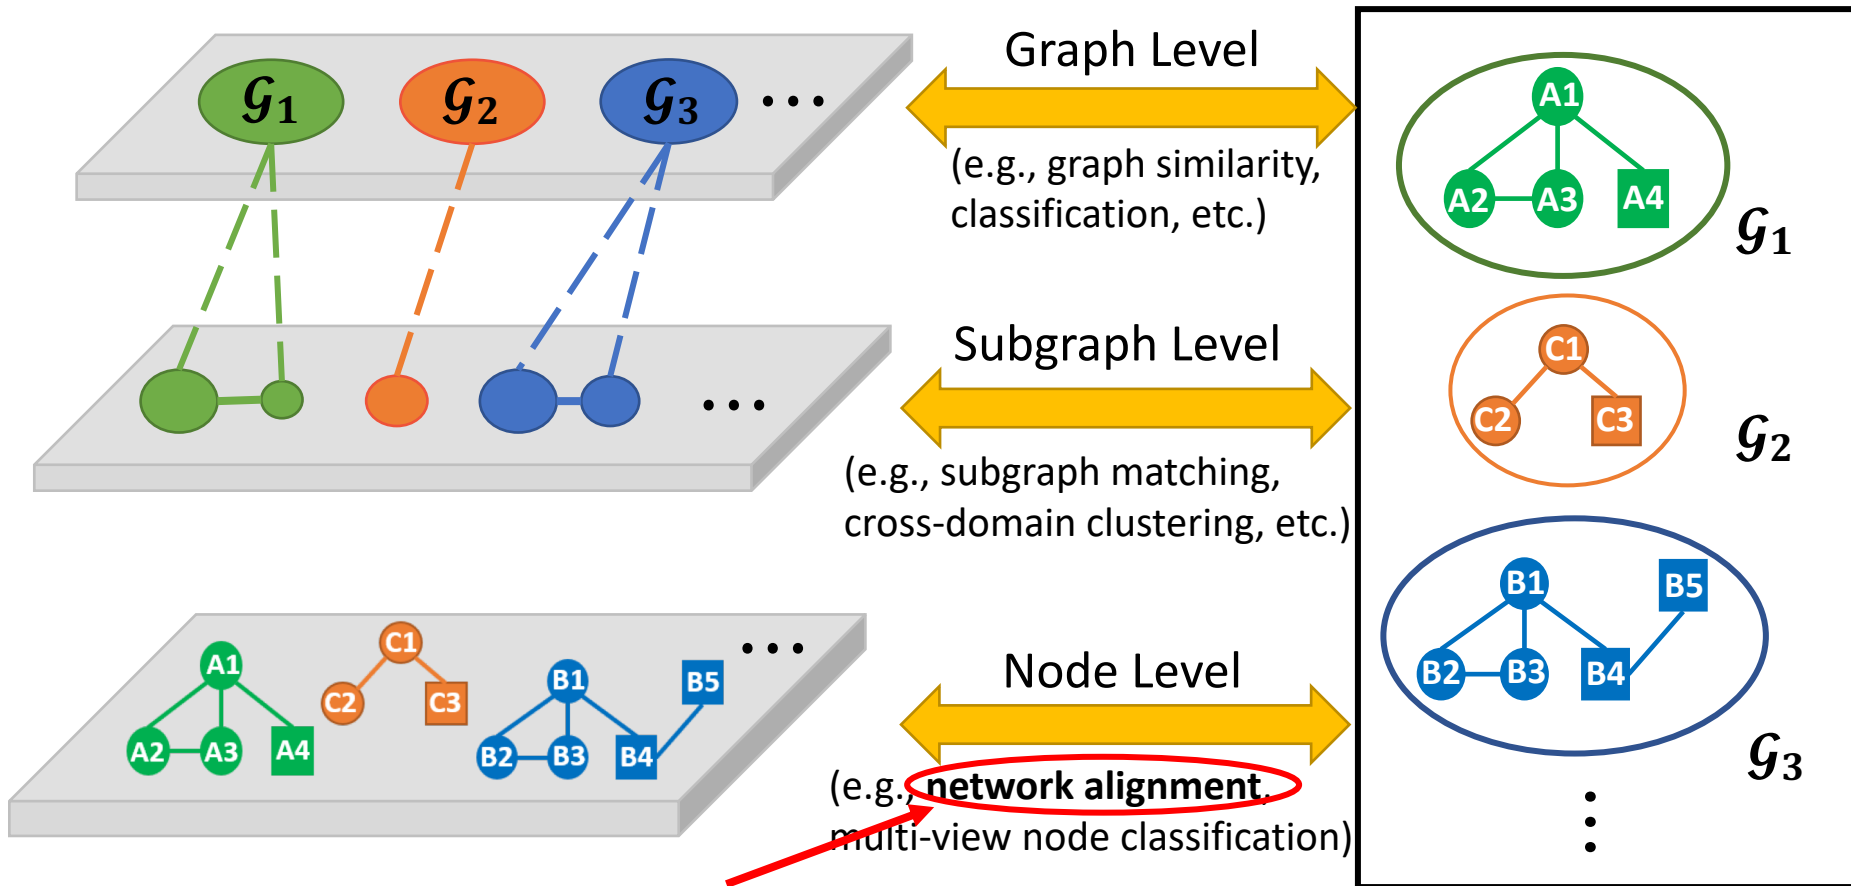 𝒢1 𝒢2 𝒢3 ...
Graph Level
(e.g., graph similarity,
classification, etc.)
Subgraph Level
...
(e.g., subgraph matching,
cross-domain clustering, etc.)
...
A1
A2 A3 A4
C1
C2 C3
B1 B5
B2 B3 B4
Node Level
(e.g., network alignment,
multi-view node classification)
A1
A2 A3 A4
𝒢1
C1
C2 C3
𝒢2
B1 B5
B2 B3 B4
𝒢3
⋮